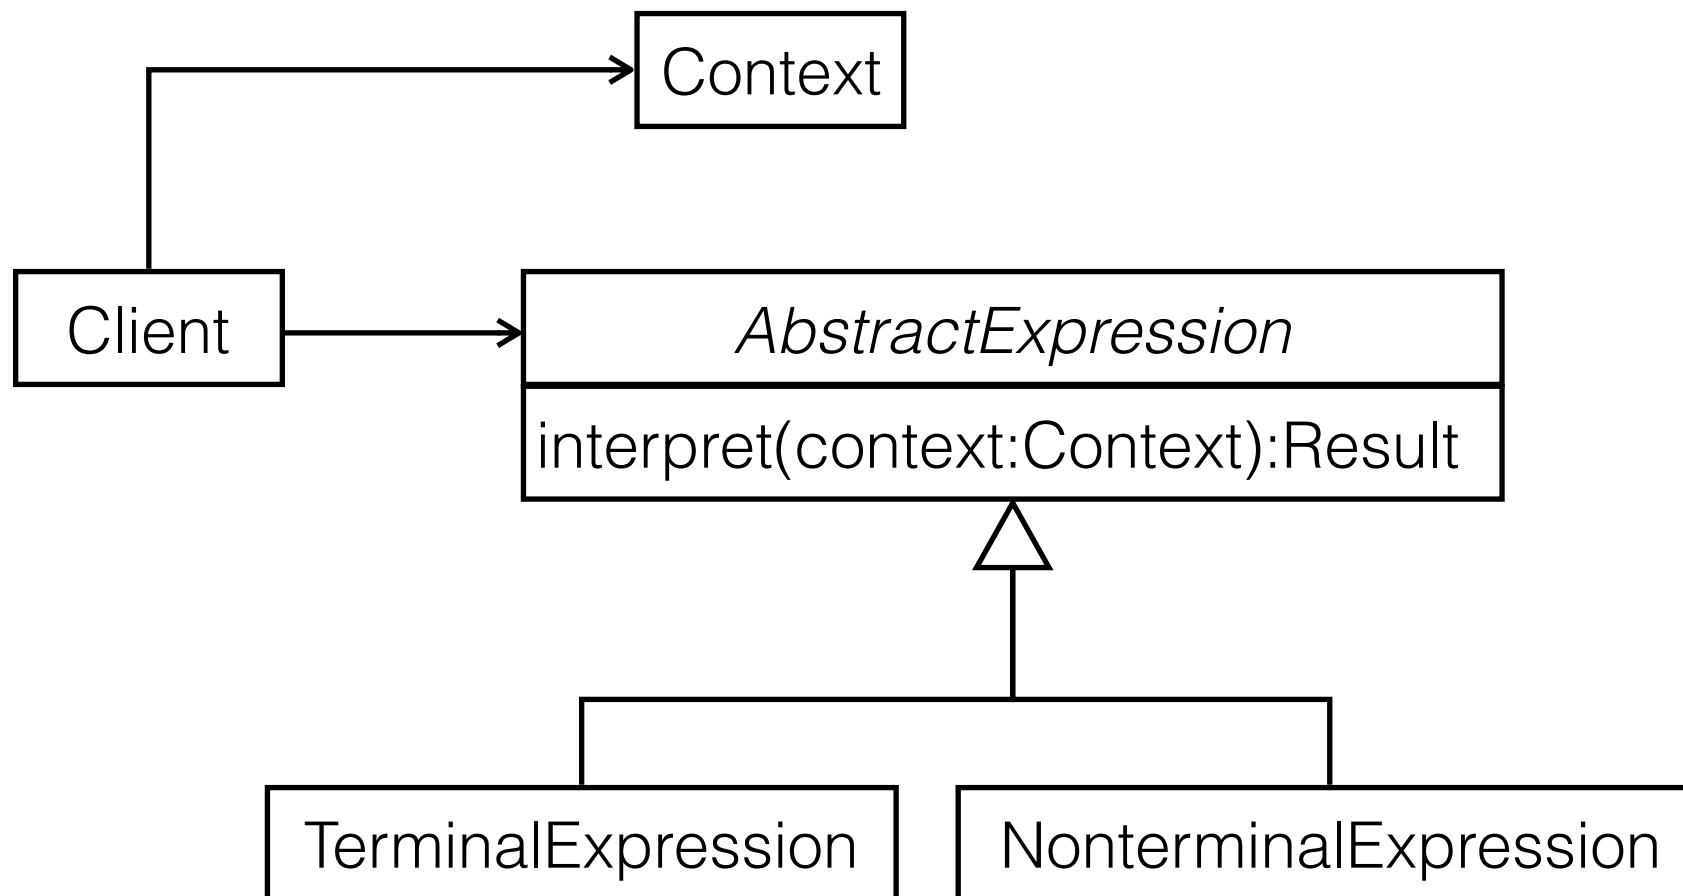 Context
Client
AbstractExpression
interpret(context:Context):Result
TerminalExpression
NonterminalExpression